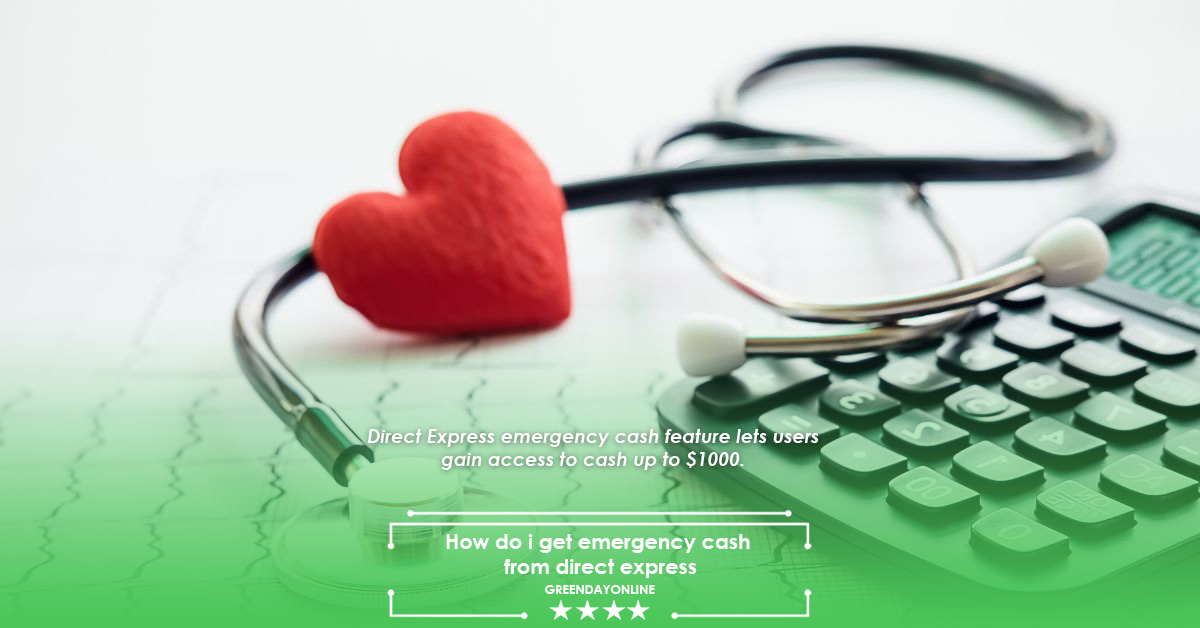 Direct Express emergency cash feature lets users
gain access to cash up to $1000.
How do i get emergency cash
from direct express
GREENDAYONLINE